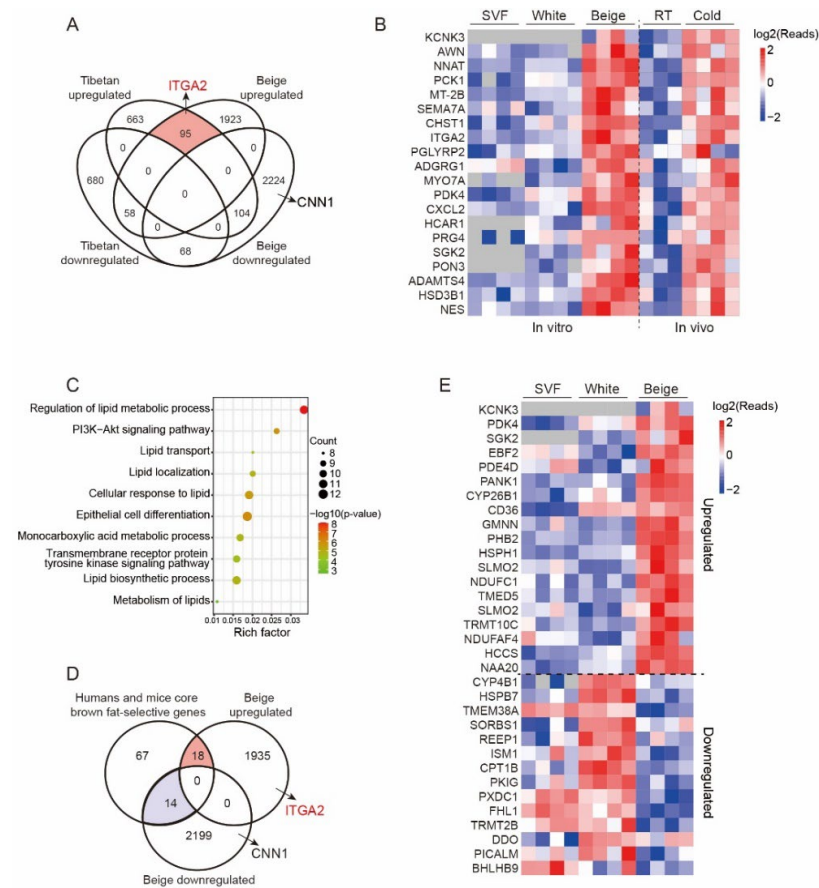 A
ITGA2
Tibetan
upregulated
Beige
upregulated
663
1923
95
0
0
0
0
680
0
2224
CNN1
58
0
0
104
68
Tibetan
downregulated
Beige
downregulated
B
SVF
White
Beige
RT
Cold
log2(Reads)
2
0
−2
KCNK3
AWN
NNAT
PCK1
MT-2B
SEMA7A
CHST1
ITGA2
PGLYRP2
ADGRG1
MYO7A
PDK4
CXCL2
HCAR1
PRG4
SGK2
PON3
ADAMTS4
HSD3B1
NES
In vitro
In vivo
C
Regulation of lipid metabolic process
PI3K−Akt signaling pathway
Lipid transport
Lipid localization
Cellular response to lipid
Epithelial cell differentiation
Monocarboxylic acid metabolic process
Transmembrane receptor protein
tyrosine kinase signaling pathway
Lipid biosynthetic process
Metabolism of lipids
0.01
0.015
0.02
0.025
0.03
Rich factor
Count
8
9
10
11
12
−log10(p-value)
8
7
6
5
4
3
D
Humans and mice core
brown fat-selective genes
Beige
upregulated
67
18
1935
0
14
0
ITGA2
2199
CNN1
Beige downregulated
E
SVF
White
Beige
log2(Reads)
2
0
−2
KCNK3
PDK4
SGK2
EBF2
PDE4D
PANK1
CYP26B1
CD36
GMNN
PHB2
HSPH1
SLMO2
NDUFC1
TMED5
SLMO2
TRMT10C
NDUFAF4
HCCS
NAA20
CYP4B1
HSPB7
TMEM38A
SORBS1
REEP1
ISM1
CPT1B
PKIG
PXDC1
FHL1
TRMT2B
DDO
PICALM
BHLHB9
Upregulated
Downregulated